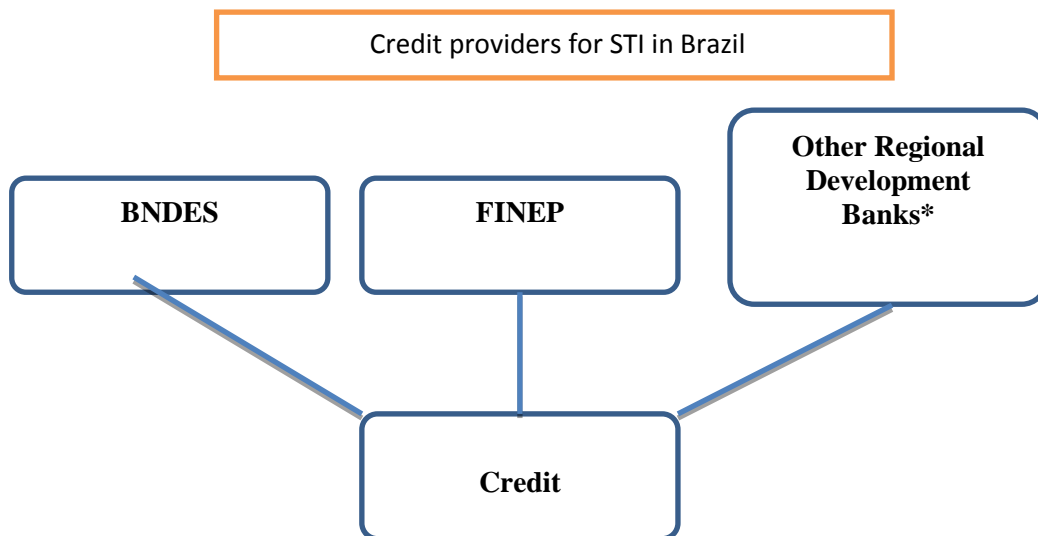 Credit providers for STI in Brazil
BNDES
FINEP
Other Regional
Development
Banks*
Credit